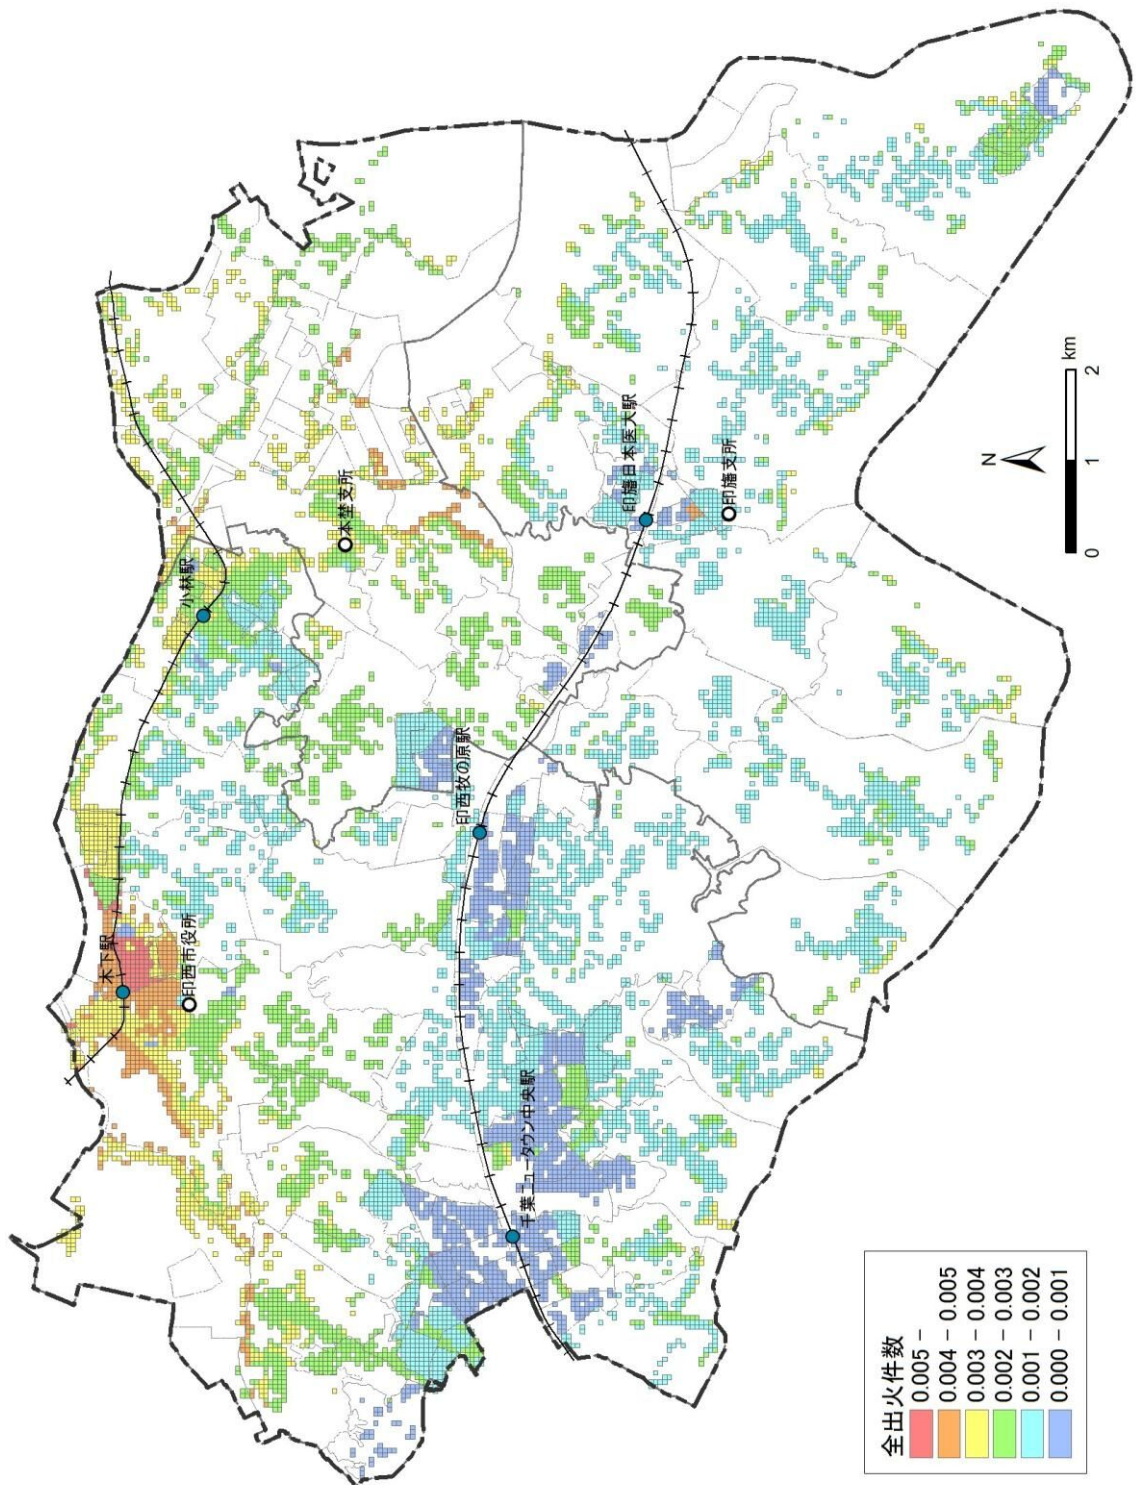 木下駅
印西市役所
小林駅
本埜支所
印西牧の原駅
印旛日本医大駅
印旛支所
千葉ニュータウン中央駅
N
0 1 2 km
全出火件数
0.005 –
0.004 – 0.005
0.003 – 0.004
0.002 – 0.003
0.001 – 0.002
0.000 – 0.001